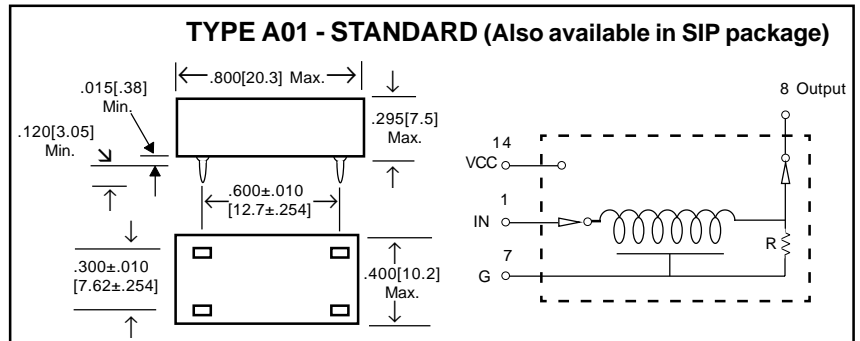 TYPE A01 - STANDARD (Also available in SIP package)
.800[20.3] Max.
.015[.38]
Min.
.120[3.05]
Min.
.295[7.5]
Max.
.600±.010
[12.7±.254]
.300±.010
[7.62±.254]
.400[10.2]
Max.
8 Output
14
VCC
1
IN
7
G
R